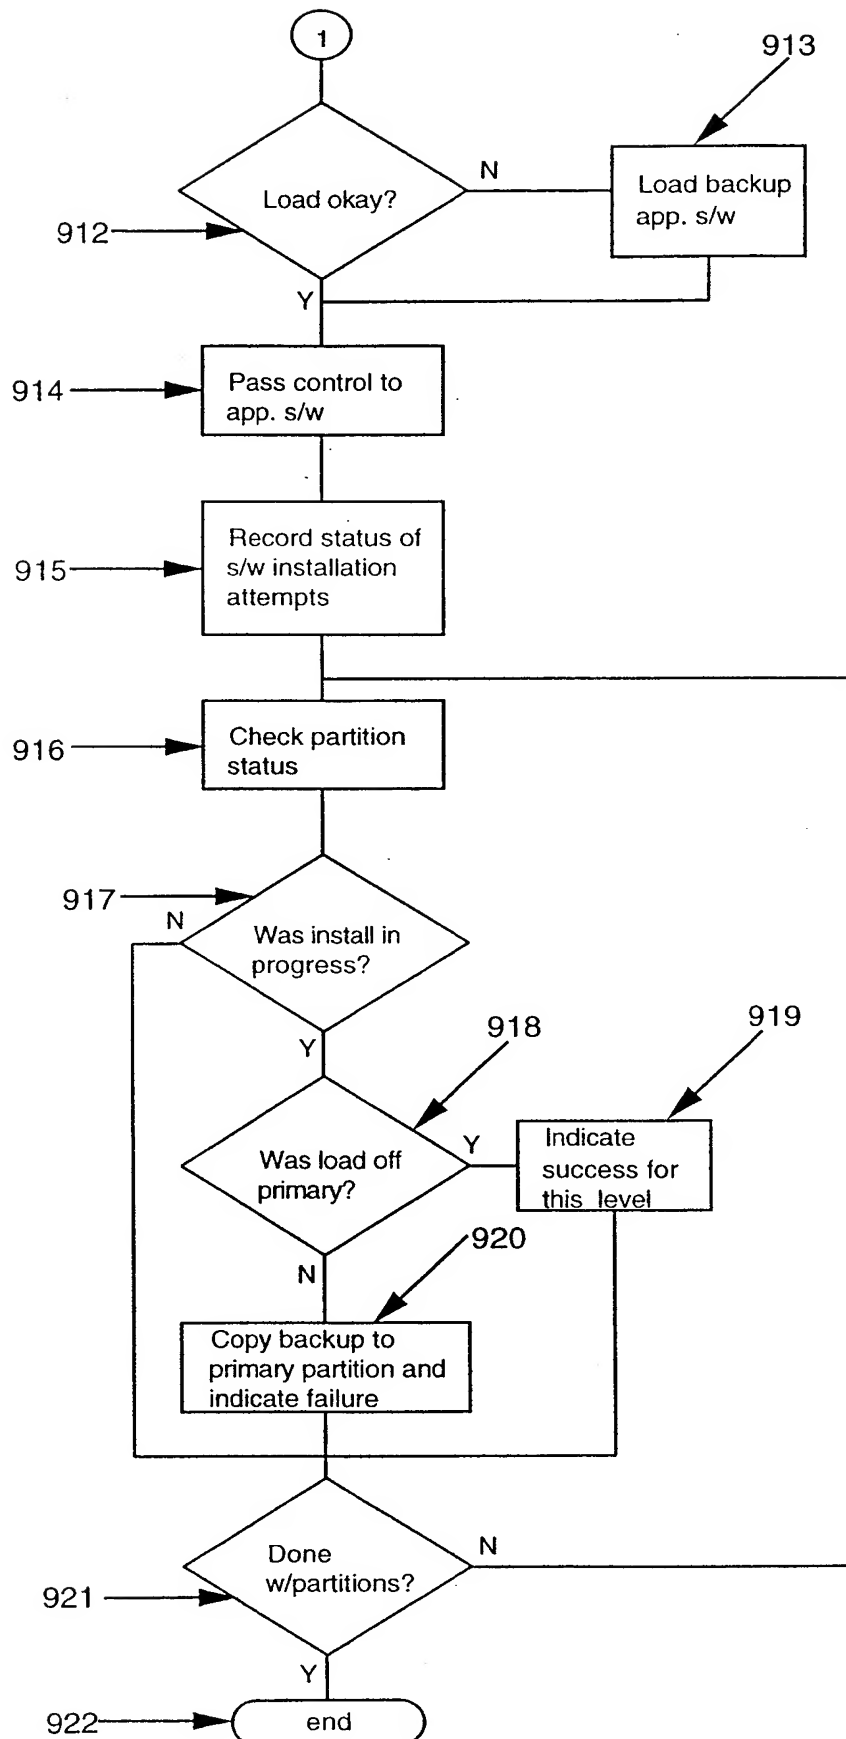 1
913
N
Load okay?
Load backup
app. s/w
912
Y
914
Pass control to
app. s/w
915
Record status of
s/w installation
attempts
916
Check partition
status
917
N
Was install in
progress?
Y
918
919
Was load off
primary?
Y
Indicate
success for
this level
920
N
Copy backup to
primary partition and
indicate failure
Done
w/partitions?
N
921
Y
922
end